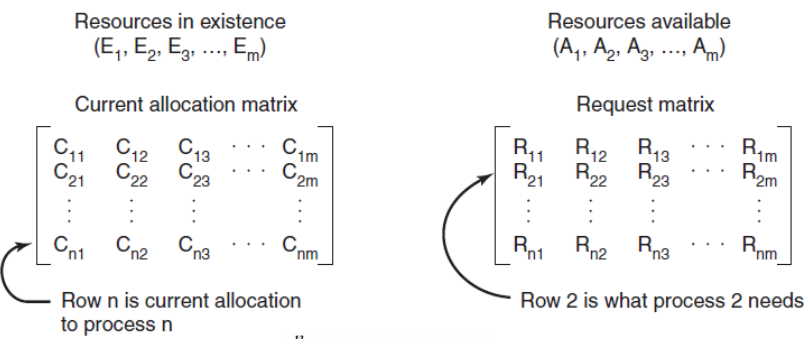 Resources in existence
(E₁, E₂, E₃, ..., Eₘ)
Current allocation matrix
C₁₁ C₁₂ C₁₃ · · · C₁ₘ
C₂₁ C₂₂ C₂₃ · · · C₂ₘ
⋮ ⋮ ⋮ ⋮
Cₙ₁ Cₙ₂ Cₙ₃ · · · Cₙₘ
Row n is current allocation
to process n
n
Resources available
(A₁, A₂, A₃, ..., Aₘ)
Request matrix
R₁₁ R₁₂ R₁₃ · · · R₁ₘ
R₂₁ R₂₂ R₂₃ · · · R₂ₘ
⋮ ⋮ ⋮ ⋮
Rₙ₁ Rₙ₂ Rₙ₃ · · · Rₙₘ
Row 2 is what process 2 needs